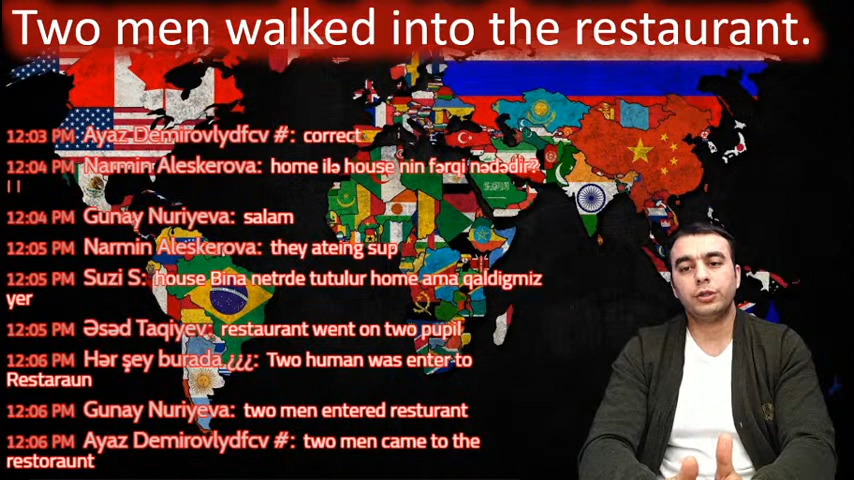 Two men walked into the restaurant.
12:03 PM Ayaz Demirovlydfcv #: correct
12:04 PM Narmin Aleskerova: home ilə house nin fərqi nədədir?
I I
12:04 PM Gunay Nuriyeva: salam
12:05 PM Narmin Aleskerova: they ateing sup
12:05 PM Suzi S: house Bina netrde tutulur home ama qaldigmiz
yer
12:05 PM Əsəd Taqiyev: restaurant went on two pupil
12:06 PM Hər şey burada ¿¿¿: Two human was enter to
Restaraun
12:06 PM Gunay Nuriyeva: two men entered resturant
12:06 PM Ayaz Demirovlydfcv #: two men came to the
restoraunt